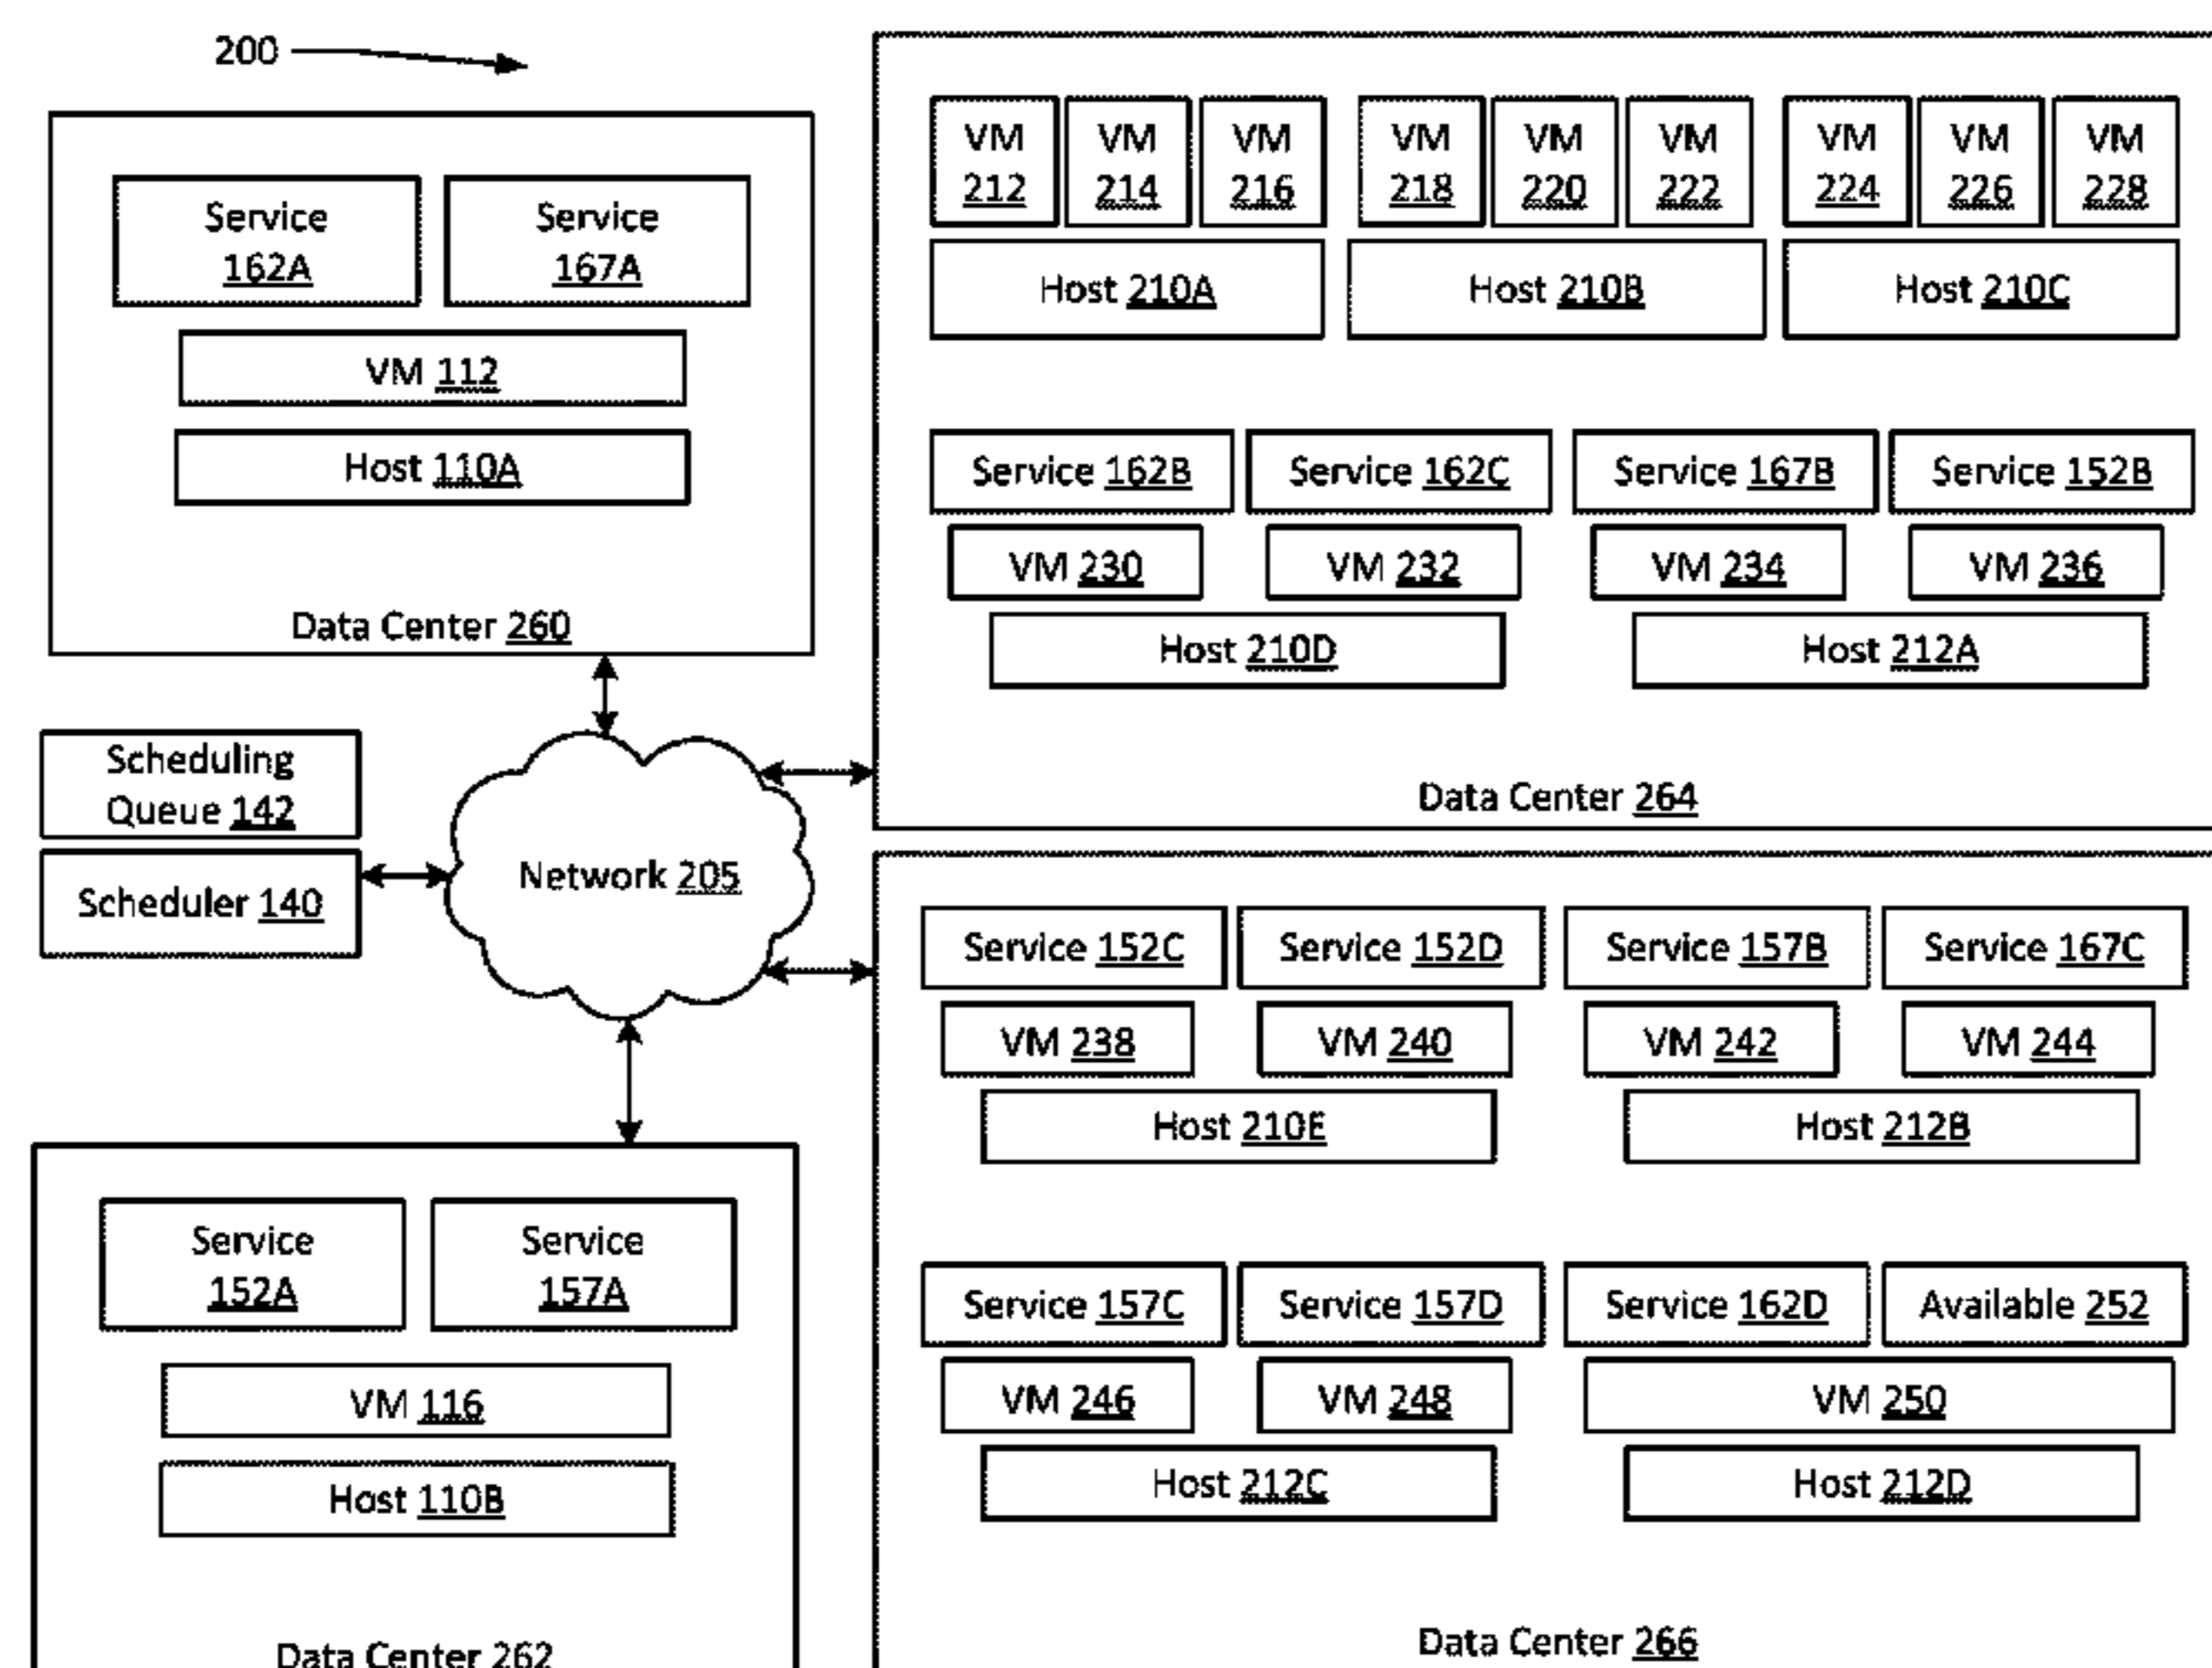 200
Service
162A
Service
167A
VM 112
Host 110A
Data Center 260
VM
212
VM
214
VM
216
VM
218
VM
220
VM
222
VM
224
VM
226
VM
228
Host 210A
Host 210B
Host 210C
Service 162B
Service 162C
Service 167B
Service 152B
VM 230
VM 232
VM 234
VM 236
Host 210D
Host 212A
Data Center 264
Scheduling
Queue 142
Scheduler 140
Network 205
Service 152C
Service 152D
Service 157B
Service 167C
VM 238
VM 240
VM 242
VM 244
Host 210E
Host 212B
Service 157C
Service 157D
Service 162D
Available 252
VM 246
VM 248
VM 250
Host 212C
Host 212D
Data Center 266
Service
152A
Service
157A
VM 116
Host 110B
Data Center 262